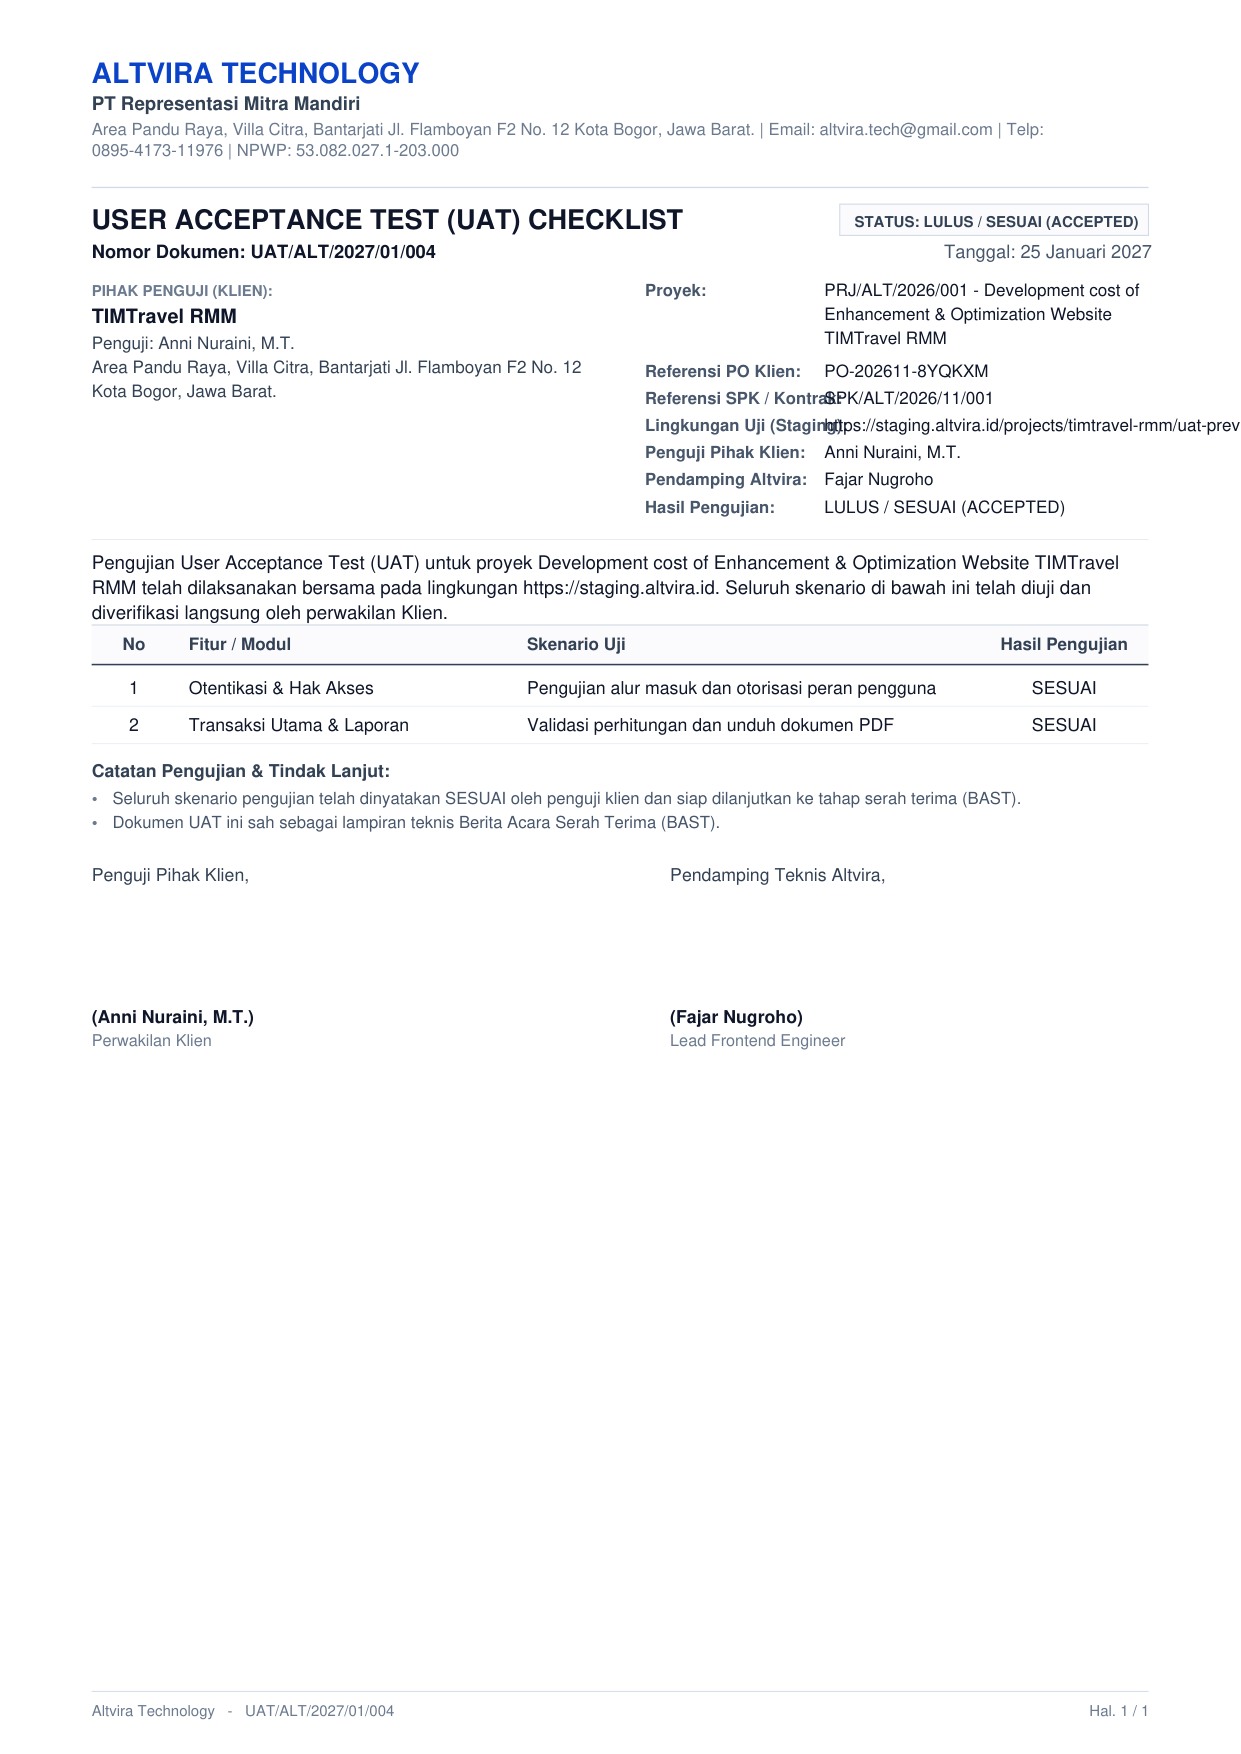 ALTVIRA TECHNOLOGY
PT Representasi Mitra Mandiri
Area Pandu Raya, Villa Citra, Bantarjati Jl. Flamboyan F2 No. 12 Kota Bogor, Jawa Barat. | Email: altvira.tech@gmail.com | Telp:
0895-4173-11976 | NPWP: 53.082.027.1-203.000
USER ACCEPTANCE TEST (UAT) CHECKLIST
STATUS: LULUS / SESUAI (ACCEPTED)
Nomor Dokumen: UAT/ALT/2027/01/004
Tanggal: 25 Januari 2027
PIHAK PENGUJI (KLIEN):
TIMTravel RMM
Penguji: Anni Nuraini, M.T.
Area Pandu Raya, Villa Citra, Bantarjati Jl. Flamboyan F2 No. 12
Kota Bogor, Jawa Barat.
Proyek: PRJ/ALT/2026/001 - Development cost of
Enhancement & Optimization Website
TIMTravel RMM
Referensi PO Klien: PO-202611-8YQKXM
Referensi SPK / Kontrak: SPK/ALT/2026/11/001
Lingkungan Uji (Staging): https://staging.altvira.id/projects/timtravel-rmm/uat-prev
Penguji Pihak Klien: Anni Nuraini, M.T.
Pendamping Altvira: Fajar Nugroho
Hasil Pengujian: LULUS / SESUAI (ACCEPTED)
Pengujian User Acceptance Test (UAT) untuk proyek Development cost of Enhancement & Optimization Website TIMTravel
RMM telah dilaksanakan bersama pada lingkungan https://staging.altvira.id. Seluruh skenario di bawah ini telah diuji dan
diverifikasi langsung oleh perwakilan Klien.
No Fitur / Modul Skenario Uji Hasil Pengujian
1 Otentikasi & Hak Akses Pengujian alur masuk dan otorisasi peran pengguna SESUAI
2 Transaksi Utama & Laporan Validasi perhitungan dan unduh dokumen PDF SESUAI
Catatan Pengujian & Tindak Lanjut:
• Seluruh skenario pengujian telah dinyatakan SESUAI oleh penguji klien dan siap dilanjutkan ke tahap serah terima (BAST).
• Dokumen UAT ini sah sebagai lampiran teknis Berita Acara Serah Terima (BAST).
Penguji Pihak Klien, Pendamping Teknis Altvira,
(Anni Nuraini, M.T.) (Fajar Nugroho)
Perwakilan Klien Lead Frontend Engineer
Altvira Technology - UAT/ALT/2027/01/004 Hal. 1 / 1